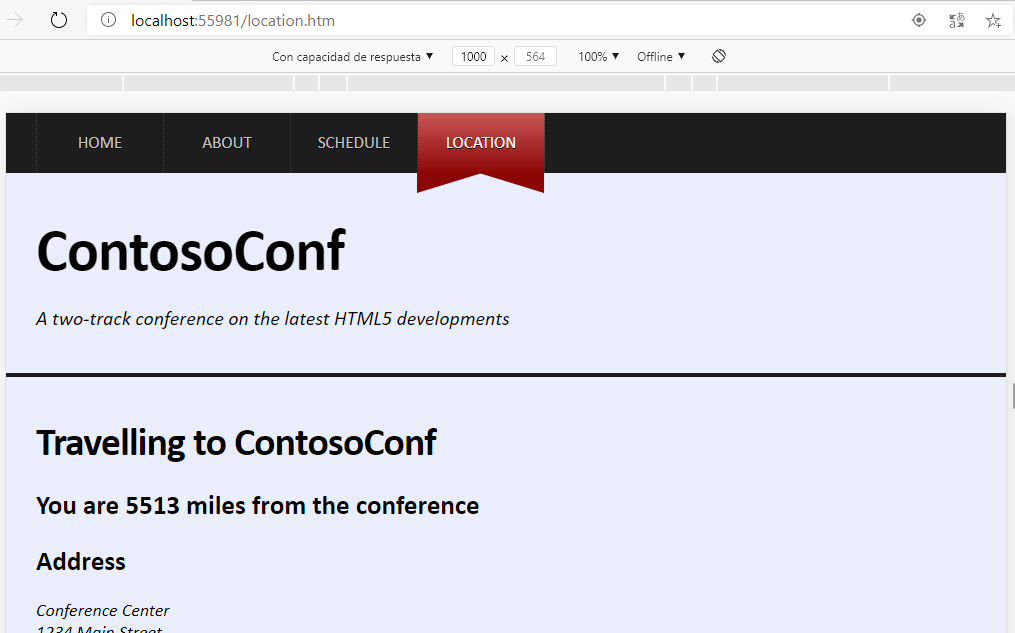 localhost:55981/location.htm
Con capacidad de respuesta ▼ 1000 x 564 100% ▼ Offline ▼
HOME ABOUT SCHEDULE LOCATION
ContosoConf
A two-track conference on the latest HTML5 developments
Travelling to ContosoConf
You are 5513 miles from the conference
Address
Conference Center
1234 Main Street